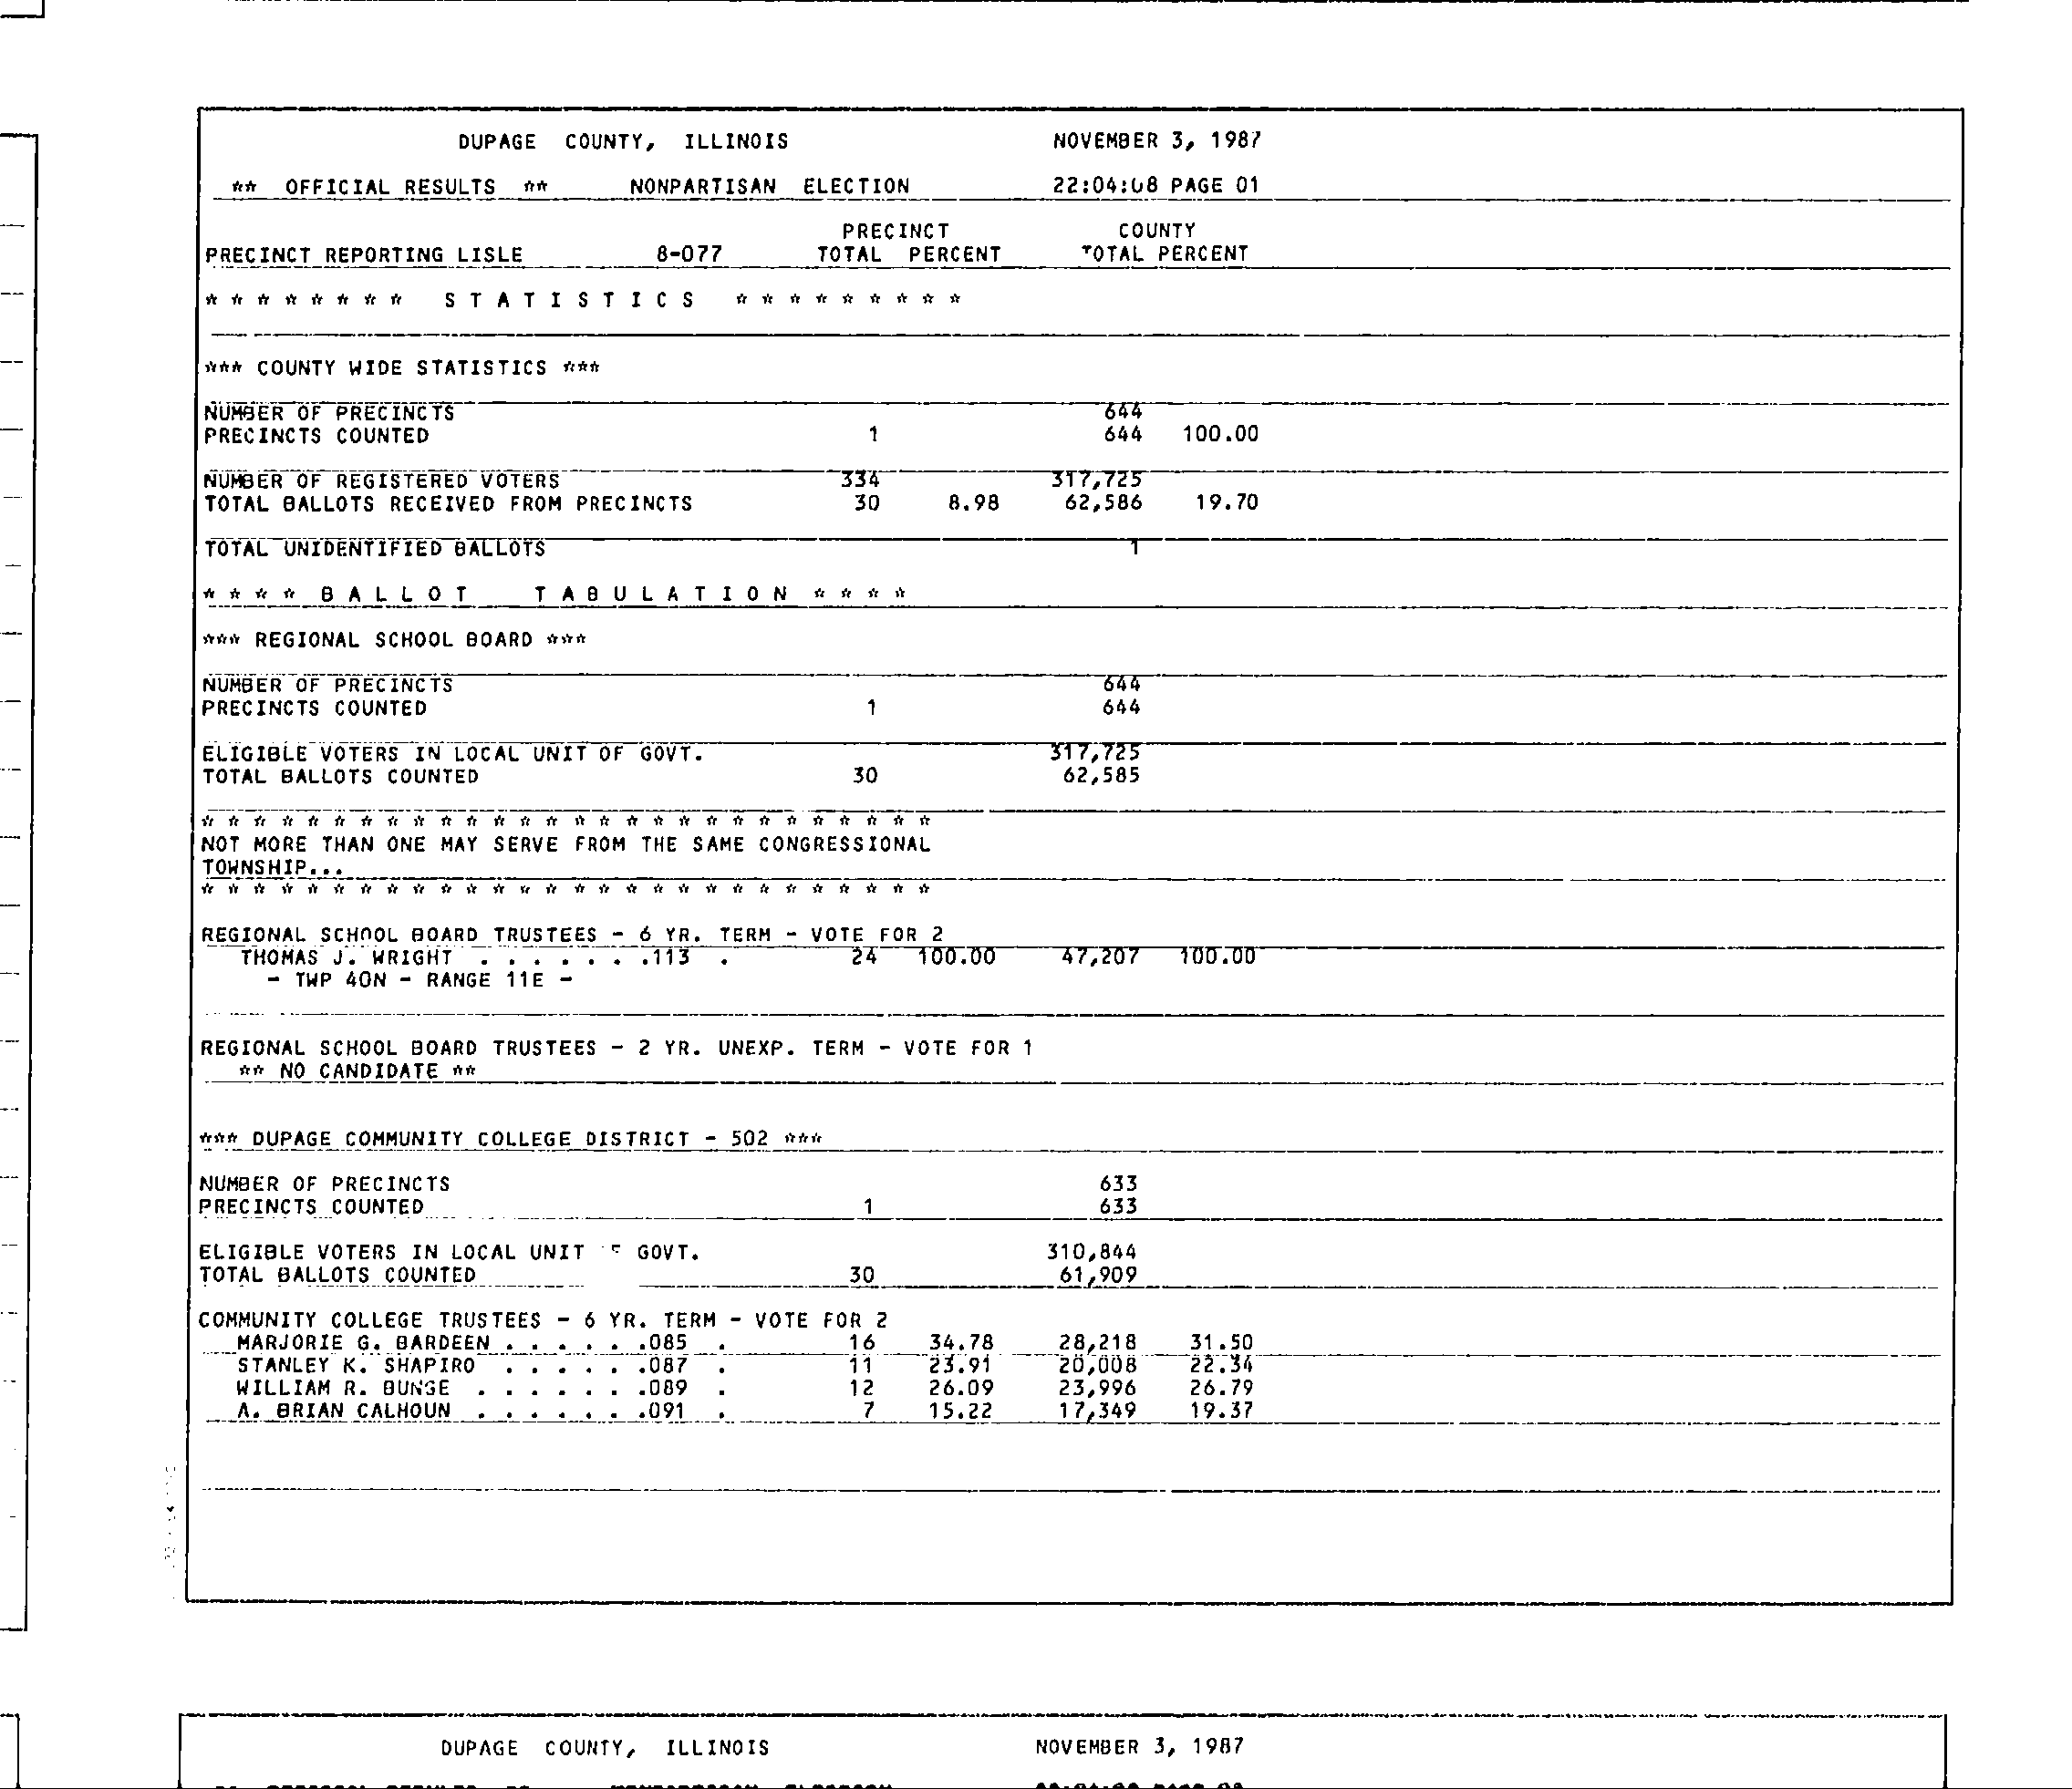 DUPAGE COUNTY, ILLINOIS NOVEMBER 3, 1987
** OFFICIAL RESULTS ** NONPARTISAN ELECTION 22:04:08 PAGE 01
PRECINCT COUNTY
PRECINCT REPORTING LISLE 8-077 TOTAL PERCENT TOTAL PERCENT
* * * * * * * * S T A T I S T I C S * * * * * * * * *
*** COUNTY WIDE STATISTICS ***
NUMBER OF PRECINCTS 644
PRECINCTS COUNTED 1 644 100.00
NUMBER OF REGISTERED VOTERS 334 317,725
TOTAL BALLOTS RECEIVED FROM PRECINCTS 30 8.98 62,586 19.70
TOTAL UNIDENTIFIED BALLOTS 1
* * * * B A L L O T T A B U L A T I O N * * * *
*** REGIONAL SCHOOL BOARD ***
NUMBER OF PRECINCTS 644
PRECINCTS COUNTED 1 644
ELIGIBLE VOTERS IN LOCAL UNIT OF GOVT. 317,725
TOTAL BALLOTS COUNTED 30 62,585
* * * * * * * * * * * * * * * * * * * * * * * * * * * *
NOT MORE THAN ONE MAY SERVE FROM THE SAME CONGRESSIONAL
TOWNSHIP...
* * * * * * * * * * * * * * * * * * * * * * * * * * * *
REGIONAL SCHOOL BOARD TRUSTEES - 6 YR. TERM - VOTE FOR 2
THOMAS J. WRIGHT . . . . . . .113 . 24 100.00 47,207 100.00
- TWP 40N - RANGE 11E -
REGIONAL SCHOOL BOARD TRUSTEES - 2 YR. UNEXP. TERM - VOTE FOR 1
** NO CANDIDATE **
*** DUPAGE COMMUNITY COLLEGE DISTRICT - 502 ***
NUMBER OF PRECINCTS 633
PRECINCTS COUNTED 1 633
ELIGIBLE VOTERS IN LOCAL UNIT GOVT. 310,844
TOTAL BALLOTS COUNTED 30 61,909
COMMUNITY COLLEGE TRUSTEES - 6 YR. TERM - VOTE FOR 2
MARJORIE G. BARDEEN . . . . . .085 . 16 34.78 28,218 31.50
STANLEY K. SHAPIRO . . . . . .087 . 11 23.91 20,008 22.34
WILLIAM R. BUNGE . . . . . . .089 . 12 26.09 23,996 26.79
A. BRIAN CALHOUN . . . . . . .091 . 7 15.22 17,349 19.37
DUPAGE COUNTY, ILLINOIS NOVEMBER 3, 1987